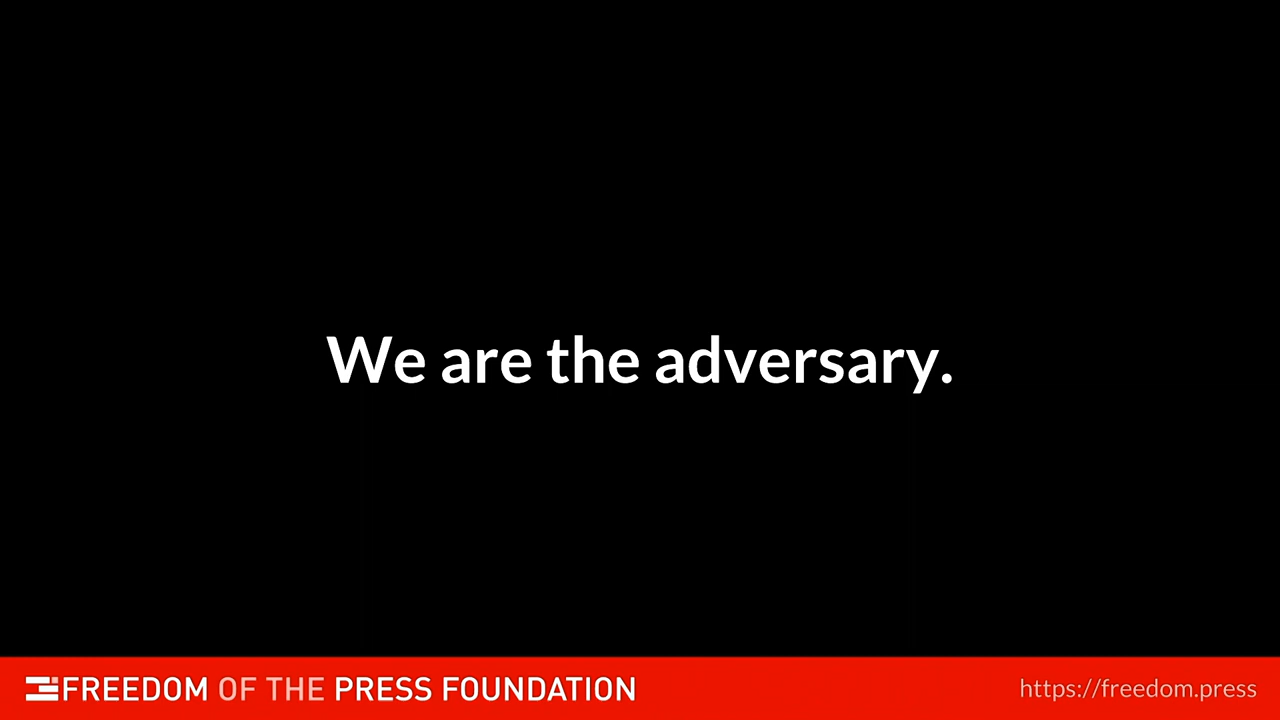 We are the adversary.
FREEDOM OF THE PRESS FOUNDATION
https://freedom.press